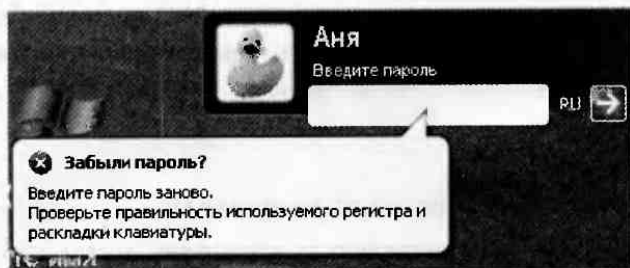 Аня
Введите пароль
RU
Забыли пароль?
Введите пароль заново.
Проверьте правильность используемого регистра и
раскладки клавиатуры.